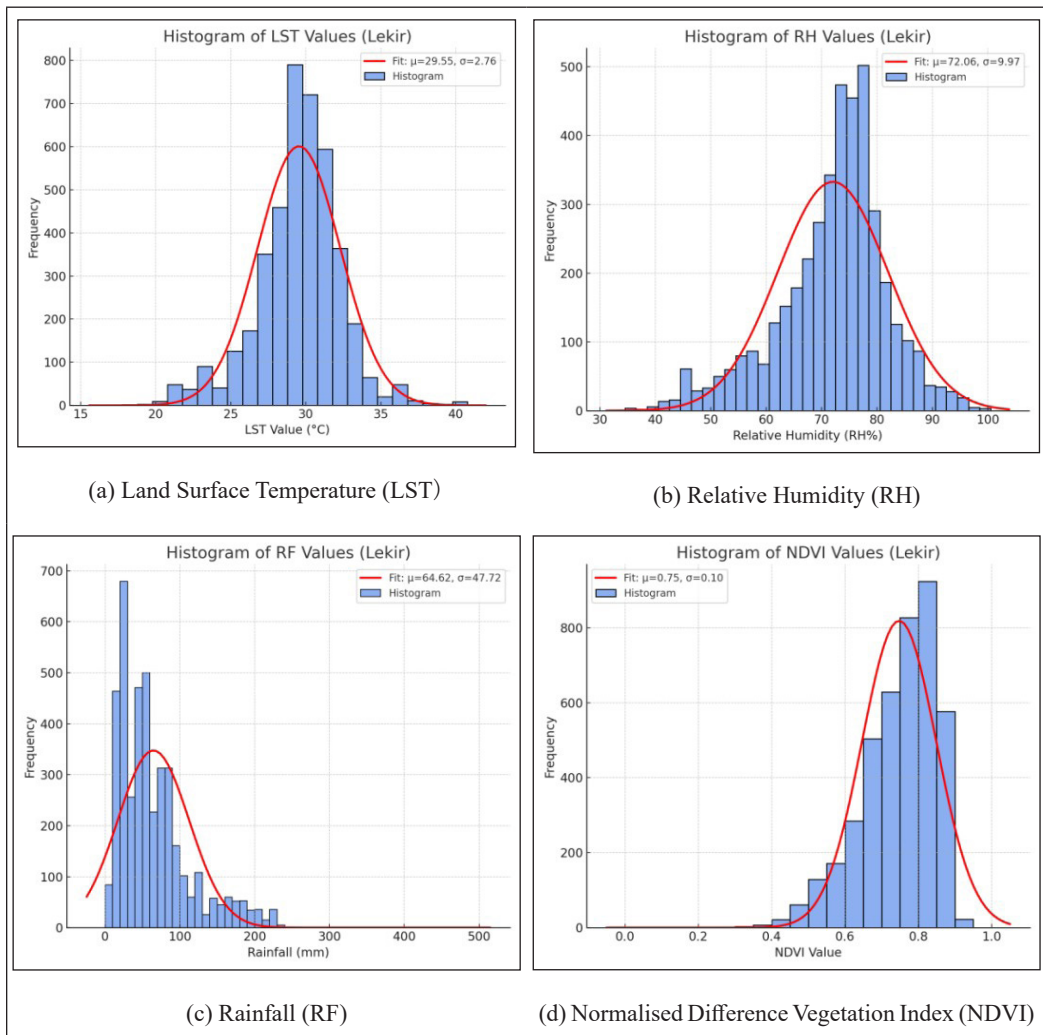 Histogram of LST Values (Lekir)
Fit: μ=29.55, σ=2.76
Histogram
800
700
600
500
400
300
200
100
0
Frequency
15 20 25 30 35 40
LST Value (°C)
(a) Land Surface Temperature (LST)
Histogram of RH Values (Lekir)
Fit: μ=72.06, σ=9.97
Histogram
500
400
300
200
100
0
Frequency
30 40 50 60 70 80 90 100
Relative Humidity (RH%)
(b) Relative Humidity (RH)
Histogram of RF Values (Lekir)
Fit: μ=64.62, σ=47.72
Histogram
700
600
500
400
300
200
100
0
Frequency
0 100 200 300 400 500
Rainfall (mm)
(c) Rainfall (RF)
Histogram of NDVI Values (Lekir)
Fit: μ=0.75, σ=0.10
Histogram
800
600
400
200
0
Frequency
0.0 0.2 0.4 0.6 0.8 1.0
NDVI Value
(d) Normalised Difference Vegetation Index (NDVI)